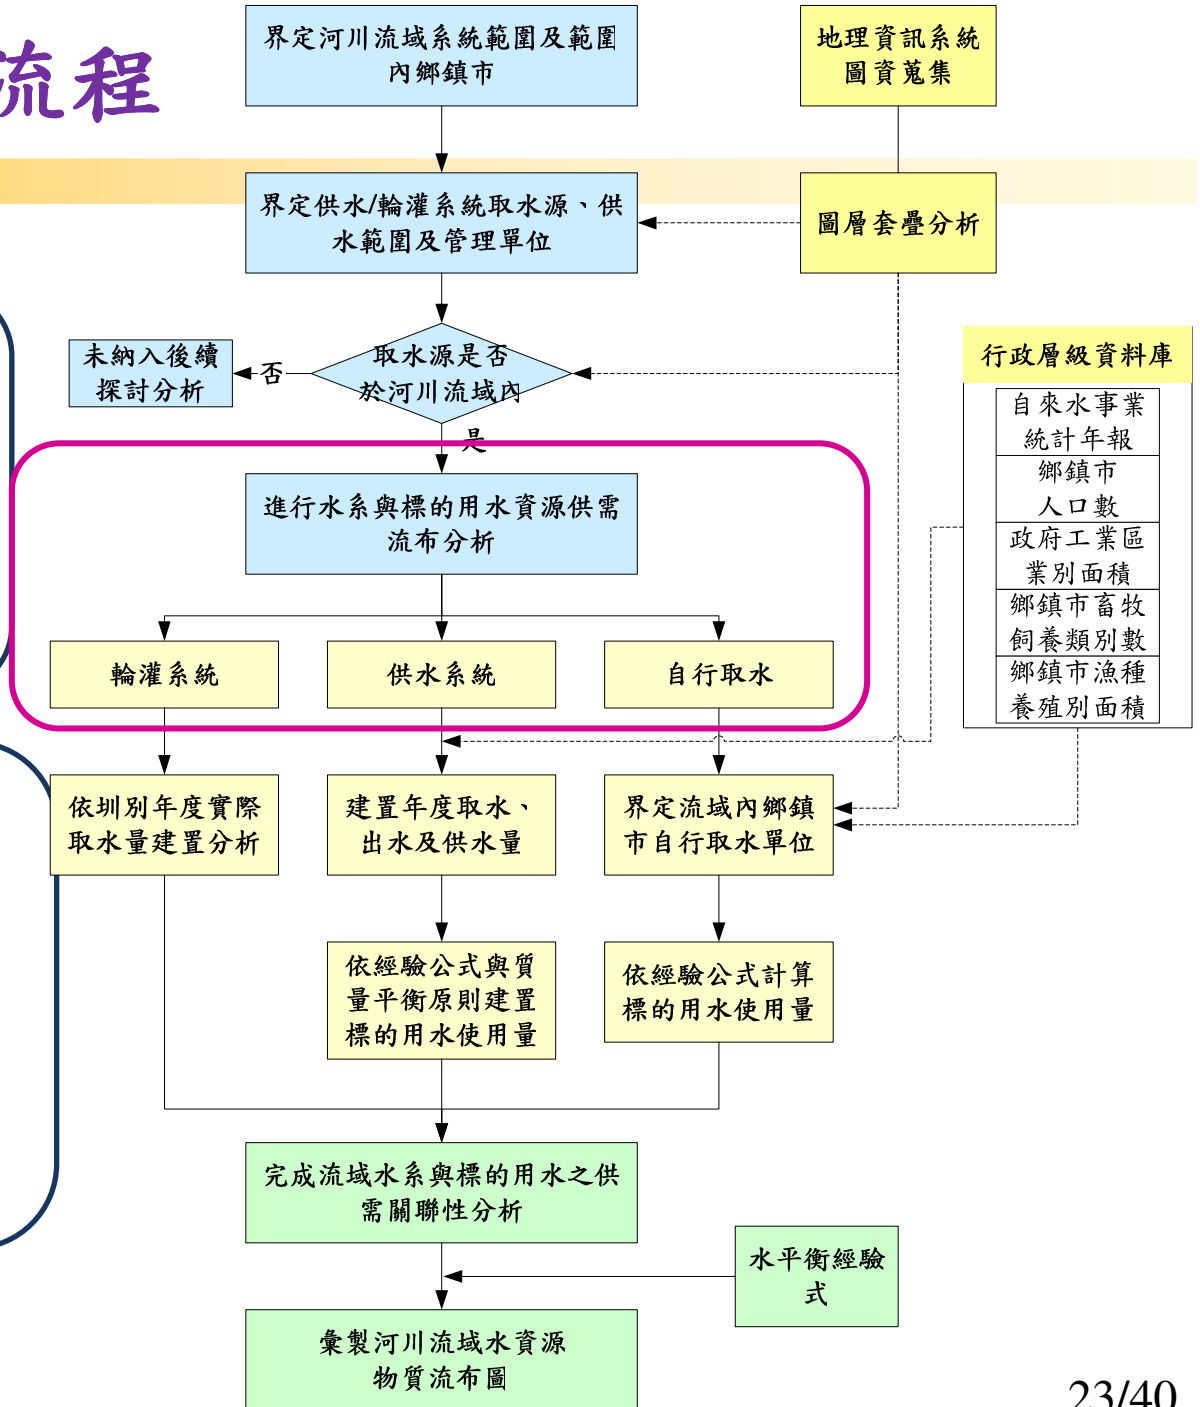 流程
界定河川流域系統範圍及範圍
內鄉鎮市
地理資訊系統
圖資蒐集
界定供水/輪灌系統取水源、供
水範圍及管理單位
圖層套疊分析
取水源是否
於河川流域內
否
未納入後續
探討分析
是
行政層級資料庫
自來水事業
統計年報
鄉鎮市
人口數
政府工業區
業別面積
鄉鎮市畜牧
飼養類別數
鄉鎮市漁種
養殖別面積
進行水系與標的用水資源供需
流布分析
輪灌系統
供水系統
自行取水
依圳別年度實際
取水量建置分析
建置年度取水、
出水及供水量
界定流域內鄉鎮
市自行取水單位
依經驗公式與質
量平衡原則建置
標的用水使用量
依經驗公式計算
標的用水使用量
完成流域水系與標的用水之供
需關聯性分析
水平衡經驗
式
彙製河川流域水資源
物質流布圖
23/40